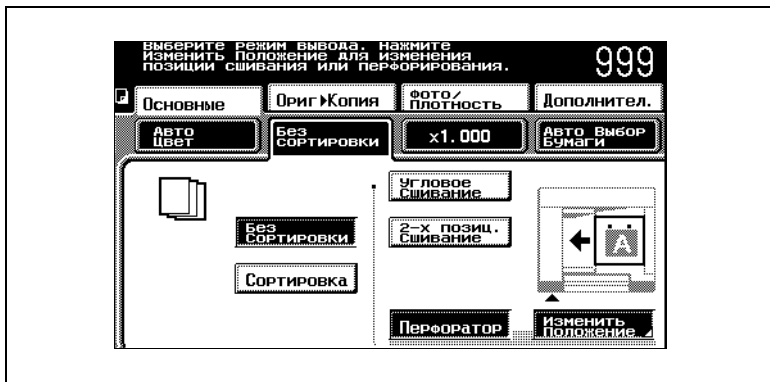 Выберите режим вывода. Нажмите
Изменить Положение для изменения
позиции сшивания или перфорирования.
999
Основные
Ориг▶Копия
Фото/
Плотность
Дополнител.
Авто
Цвет
Без
Сортировки
x1.000
Авто Выбор
Бумаги
Угловое
Сшивание
Без
Сортировки
2-х позиц.
Сшивание
Сортировка
A
Перфоратор
Изменить
Положение